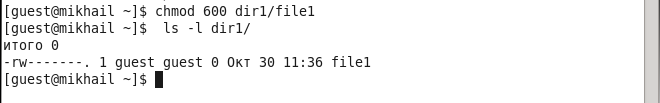 [guest@mikhail ~]$ chmod 600 dir1/file1
[guest@mikhail ~]$  ls -l dir1/
итого 0
-rw-------. 1 guest guest 0 Окт 30 11:36 file1
[guest@mikhail ~]$